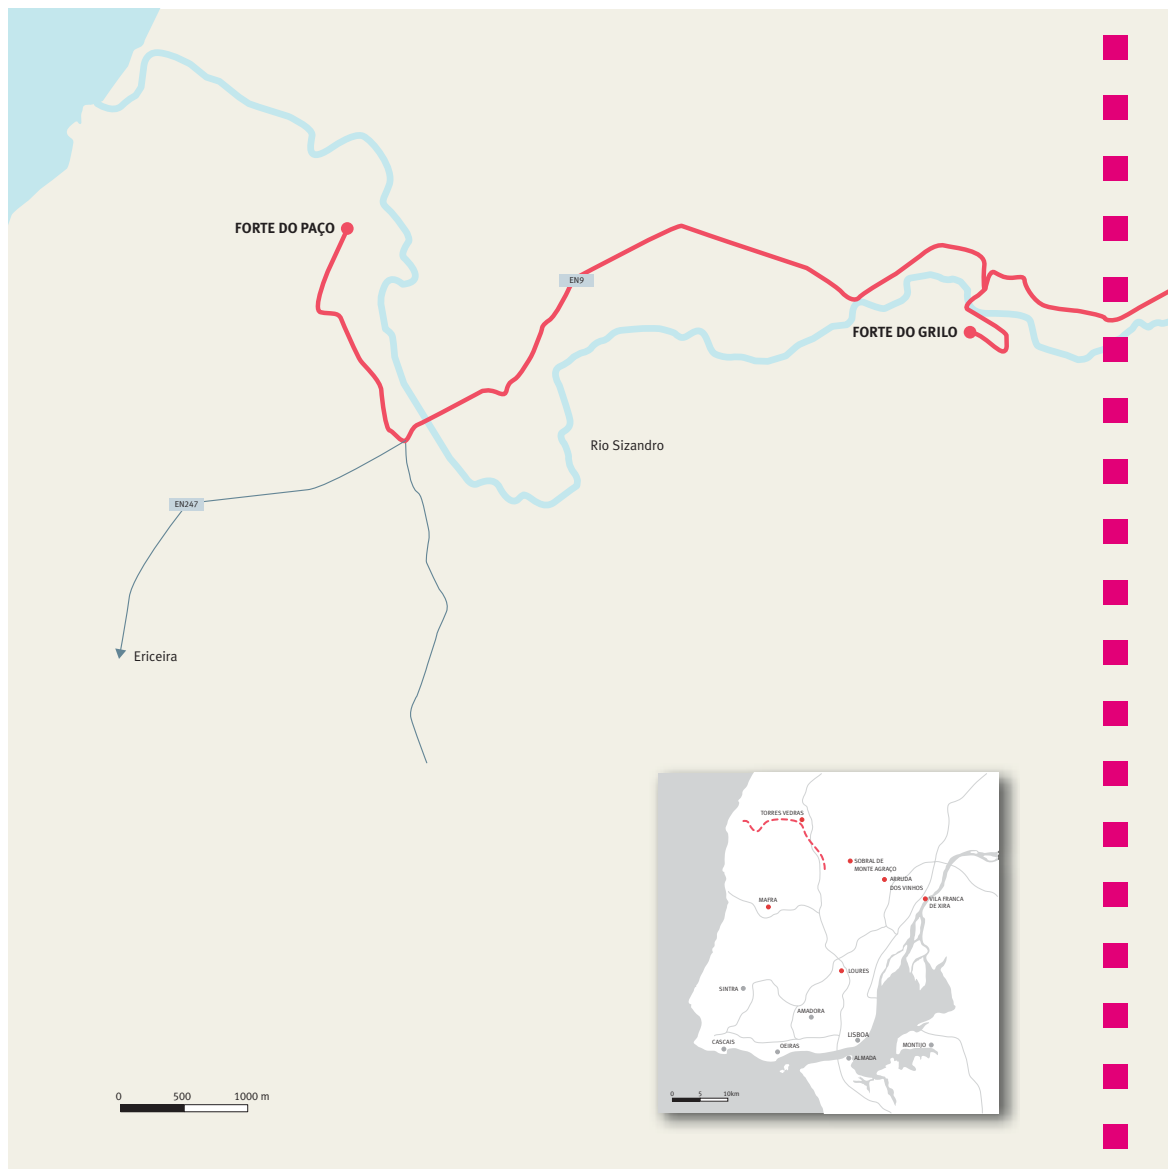 FORTE DO PAÇO
EN9
FORTE DO GRILO
Rio Sizandro
EN247
Ericeira
TORRES VEDRAS
SOBRAL DE
MONTE AGRAÇO
ARRUDA
DOS VINHOS
VILA FRANCA
DE XIRA
MAFRA
LOURES
SINTRA
AMADORA
LISBOA
CASCAIS
OEIRAS
MONTIJO
ALMADA
0 5 10km
0 500 1000 m